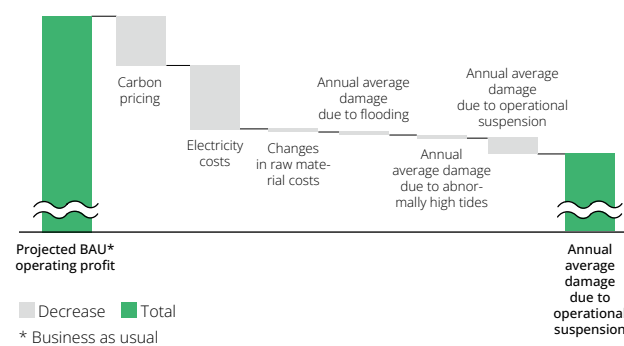 Carbon
pricing
Electricity
costs
Changes
in raw mate-
rial costs
Annual average
damage
due to flooding
Annual
average damage
due to abnor-
mally high tides
Annual average
damage
due to operational
suspension
Projected BAU*
operating profit
Annual
average
damage
due to
operational
suspension
Decrease
Total
* Business as usual